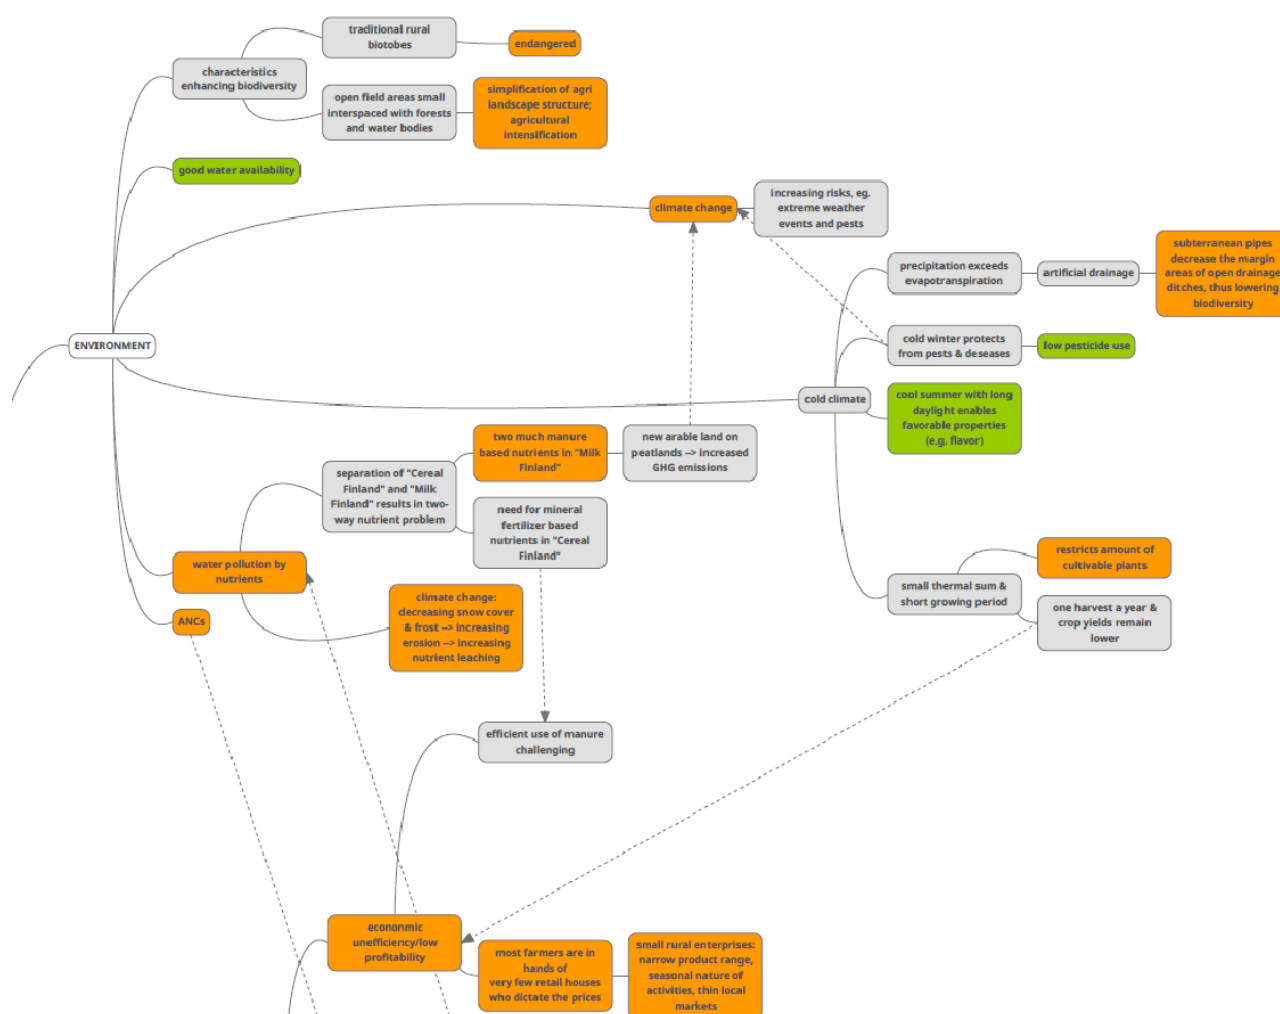 traditional rural
biotobes
endangered
characteristics
enhancing biodiversity
open field areas small
interspaced with forests
and water bodies
simplification of agri
landscape structure;
agricultural
intensification
good water availability
climate change
increasing risks, eg.
extreme weather
events and pests
precipitation exceeds
evapotranspiration
artificial drainage
subterranean pipes
decrease the margin
areas of open drainage
ditches, thus lowering
biodiversity
ENVIRONMENT
cold winter protects
from pests & deseases
low pesticide use
cold climate
cool summer with long
daylight enables
favorable properties
(e.g. flavor)
two much manure
based nutrients in "Milk
Finland"
new arable land on
peatlands --> increased
GHG emissions
separation of "Cereal
Finland" and "Milk
Finland" results in two-
way nutrient problem
need for mineral
fertilizer based
nutrients in "Cereal
Finland"
water pollution by
nutrients
restricts amount of
cultivable plants
small thermal sum &
short growing period
one harvest a year &
crop yields remain
lower
ANCs
climate change:
decreasing snow cover
& frost --> increasing
erosion --> increasing
nutrient leaching
efficient use of manure
challenging
econonmic
unefficiency/low
profitability
most farmers are in
hands of
very few retail houses
who dictate the prices
small rural enterprises:
narrow product range,
seasonal nature of
activities, thin local
markets